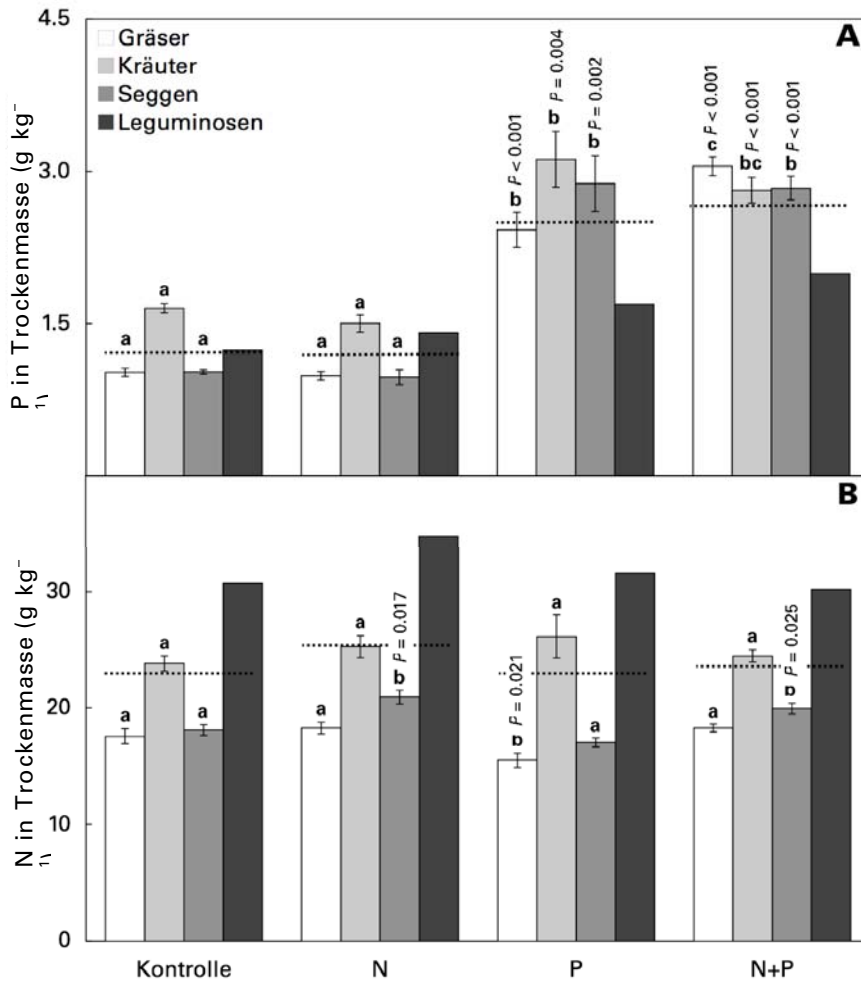 4.5
A
Gräser
Kräuter
Seggen
Leguminosen
P = 0.004
P = 0.002
P < 0.001
P < 0.001
P < 0.001
P < 0.001
b
b
b
c
bc
b
3.0
a
a
a
a
a
a
1.5
P in Trockenmasse (g kg⁻
¹\
B
a
a
a
a
a
b P = 0.017
b P = 0.021
a
a
a
a
b P = 0.025
30
20
10
0
N in Trockenmasse (g kg⁻
¹\
Kontrolle
N
P
N+P